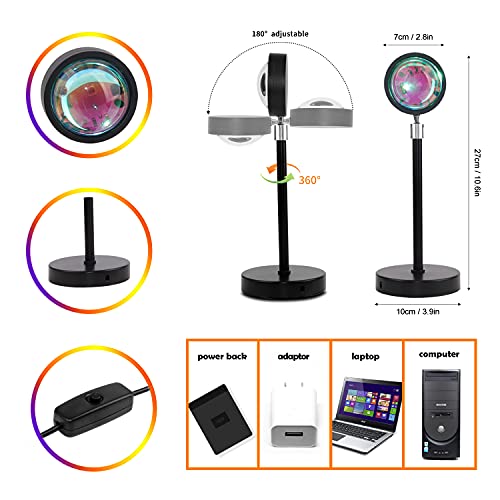 180° adjustable
7cm / 2.8in
360°
27cm / 10.6in
10cm / 3.9in
power back
adaptor
laptop
computer